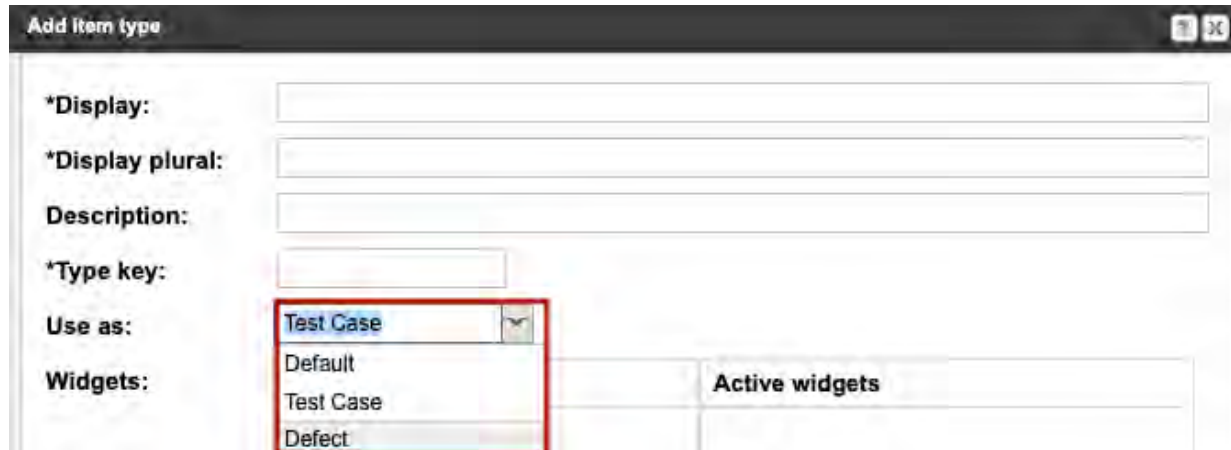 Add item type
? X
*Display:
*Display plural:
Description:
*Type key:
Use as: Test Case
Default
Widgets: Active widgets
Test Case
Defect